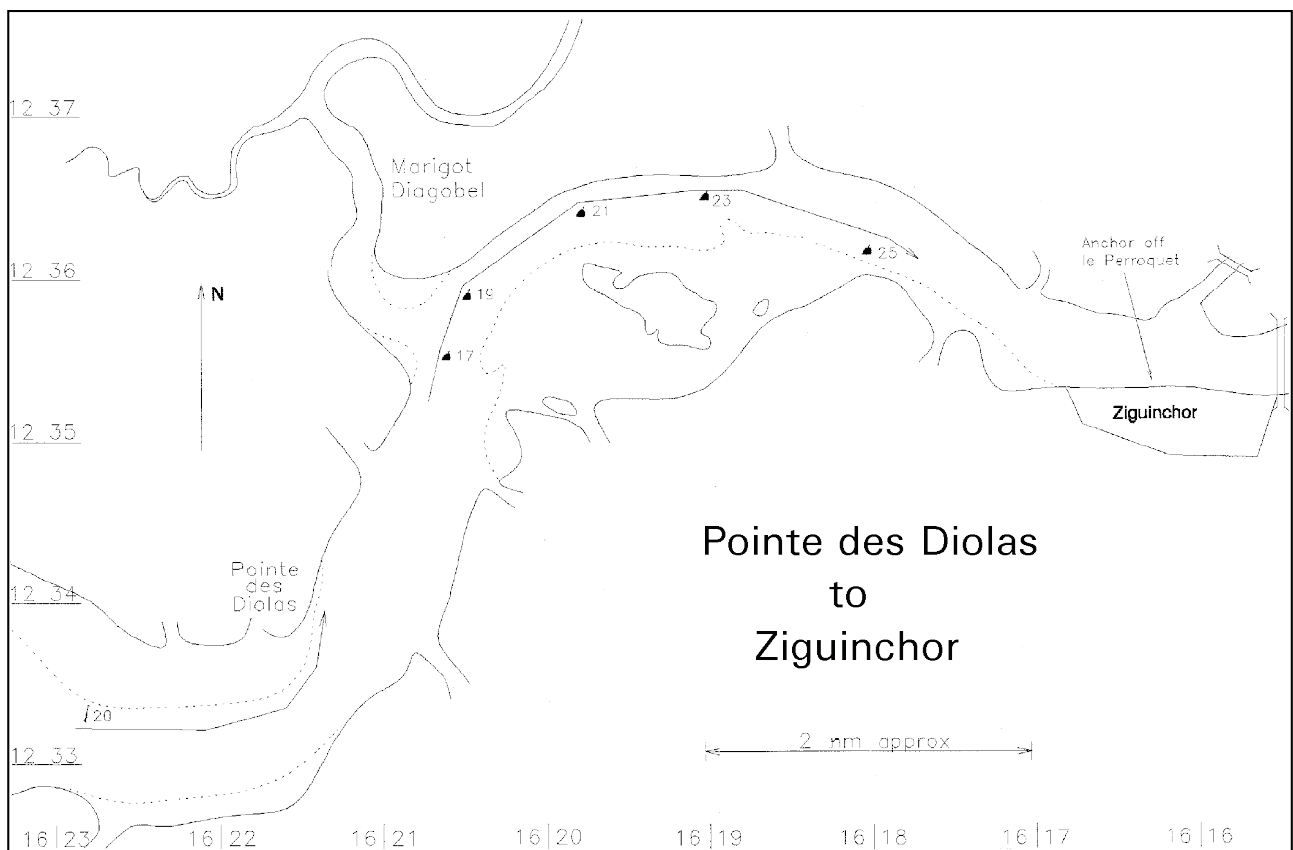 12 37
Marigot
Diagobel
23
21
Anchor off
le Perroquet
25
12 36
N
19
17
Ziguinchor
12 35
Pointe des Diolas
to
Ziguinchor
Pointe
des
Diolas
12 34
20
2 nm approx
12 33
16 23
16 22
16 21
16 20
16 19
16 18
16 17
16 16